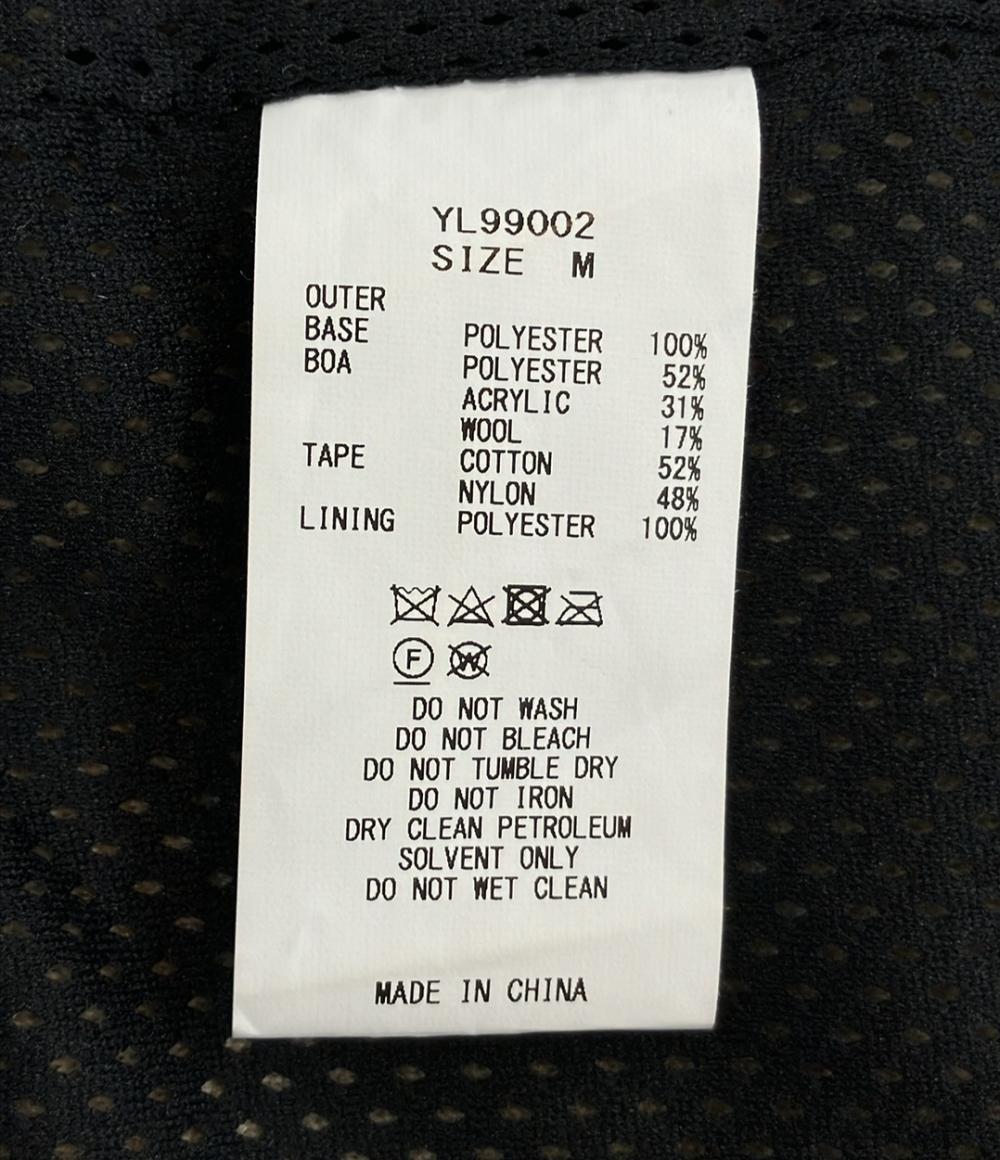 YL99002
SIZE M
OUTER
BASE POLYESTER 100%
BOA POLYESTER 52%
ACRYLIC 31%
WOOL 17%
TAPE COTTON 52%
NYLON 48%
LINING POLYESTER 100%
F W
DO NOT WASH
DO NOT BLEACH
DO NOT TUMBLE DRY
DO NOT IRON
DRY CLEAN PETROLEUM
SOLVENT ONLY
DO NOT WET CLEAN
MADE IN CHINA